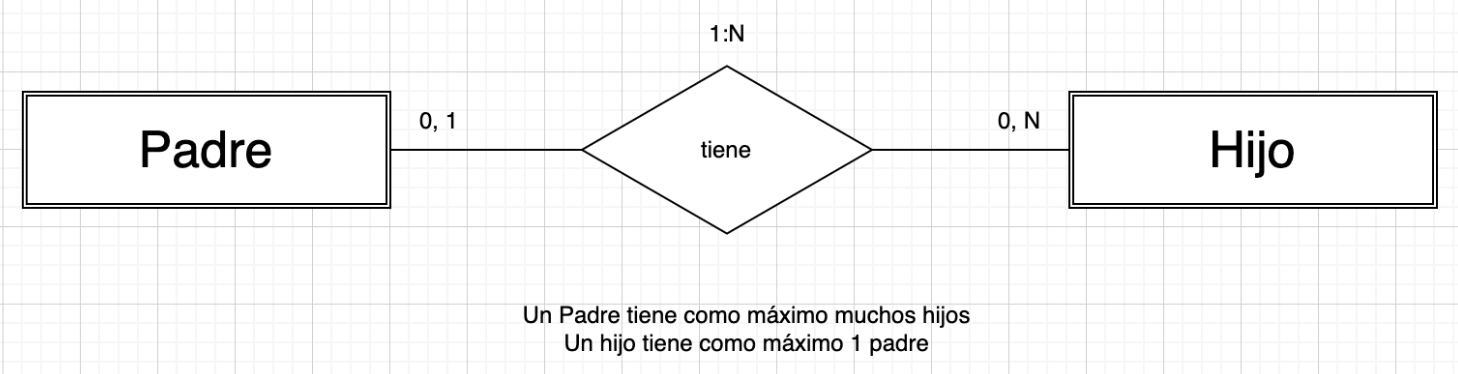 1:N
Padre
0, 1
tiene
0, N
Hijo
Un Padre tiene como máximo muchos hijos
Un hijo tiene como máximo 1 padre